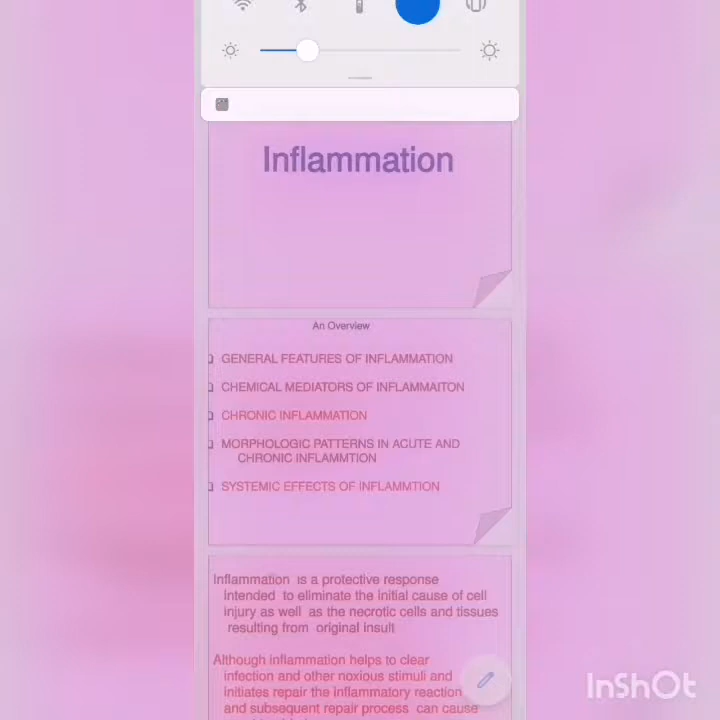 Inflammation
An Overview
GENERAL FEATURES OF INFLAMMATION
CHEMICAL MEDIATORS OF INFLAMMAITON
CHRONIC INFLAMMATION
MORPHOLOGIC PATTERNS IN ACUTE AND
CHRONIC INFLAMMTION
SYSTEMIC EFFECTS OF INFLAMMTION
Inflammation is a protective response
intended to eliminate the initial cause of cell
injury as well as the necrotic cells and tissues
resulting from original insult
Although inflammation helps to clear
infection and other noxious stimuli and
initiates repair the inflammatory reaction
and subsequent repair process can cause
InShOt